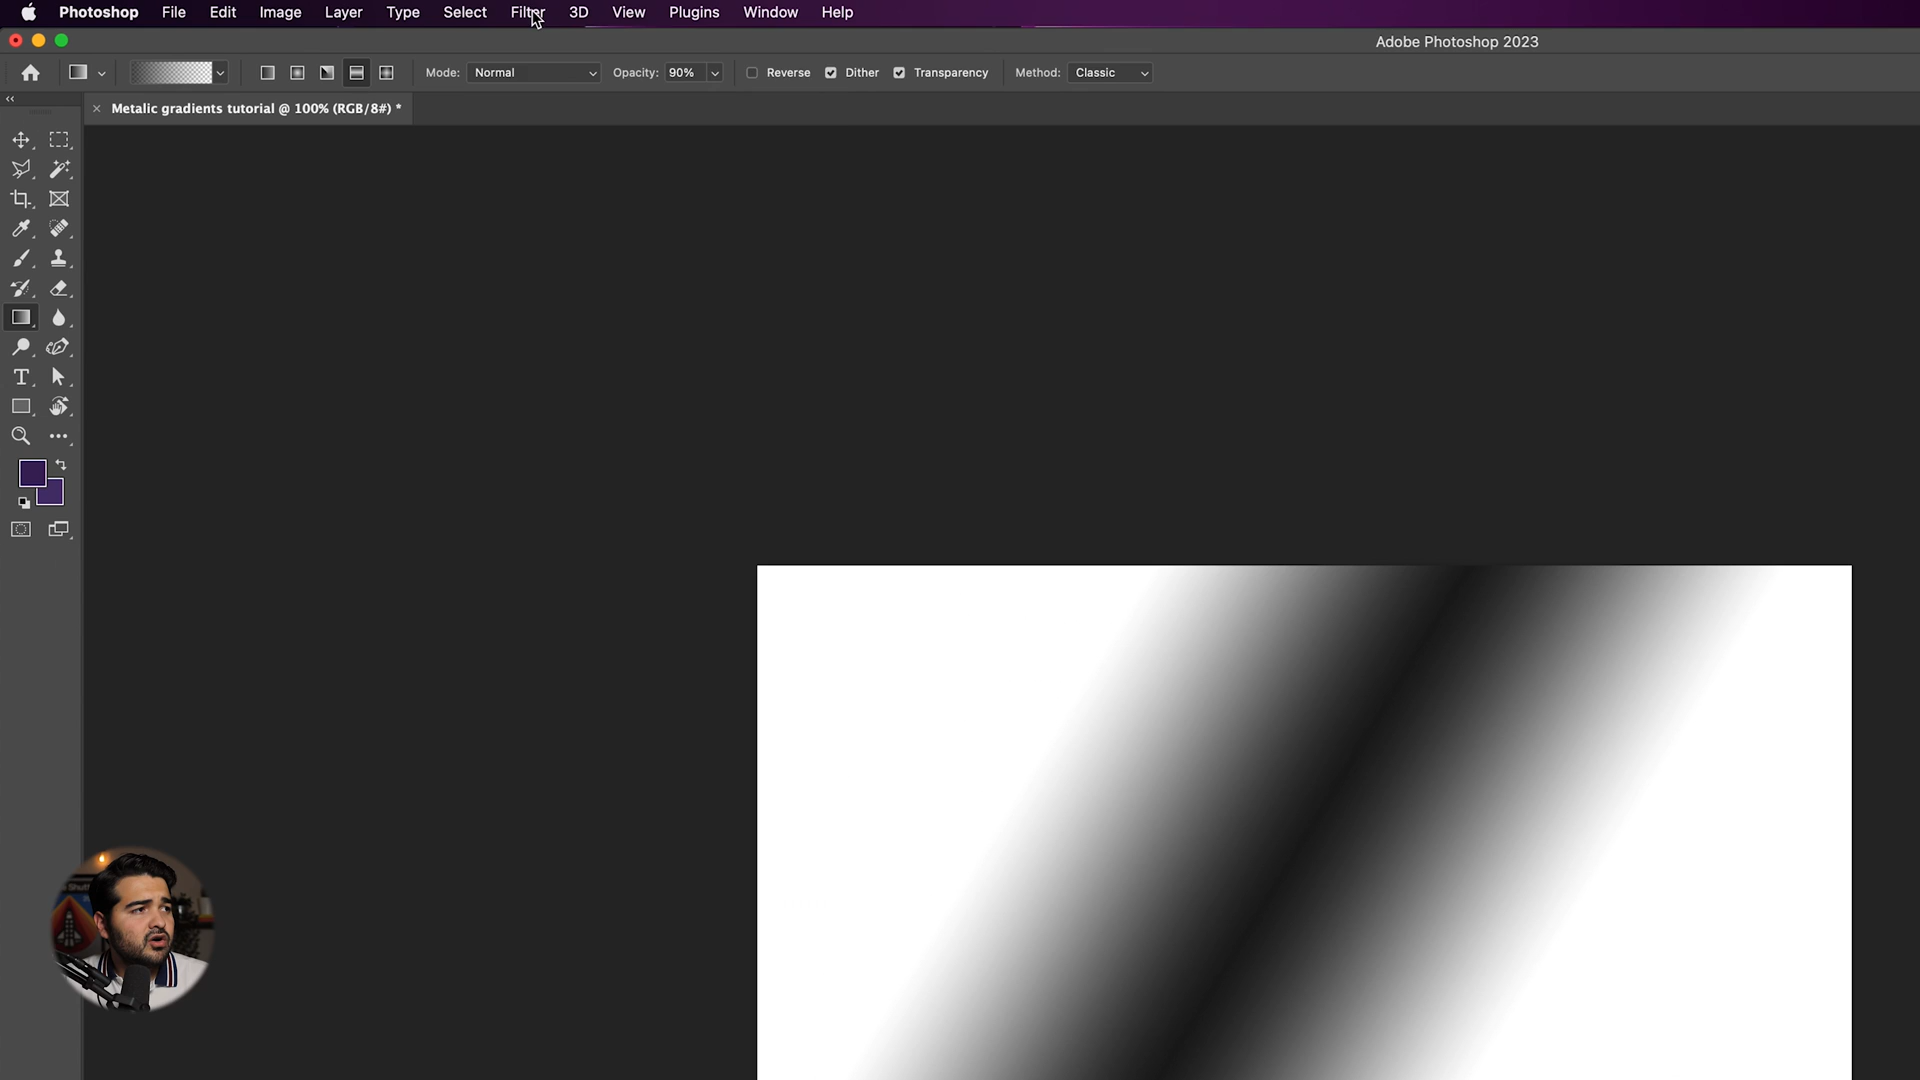 Photoshop File Edit Image Layer Type Select Filter 3D View Plugins Window Help
Adobe Photoshop 2023
Mode: Normal Opacity: 90% Reverse Dither Transparency Method: Classic
Metalic gradients tutorial @ 100% (RGB/8#) *